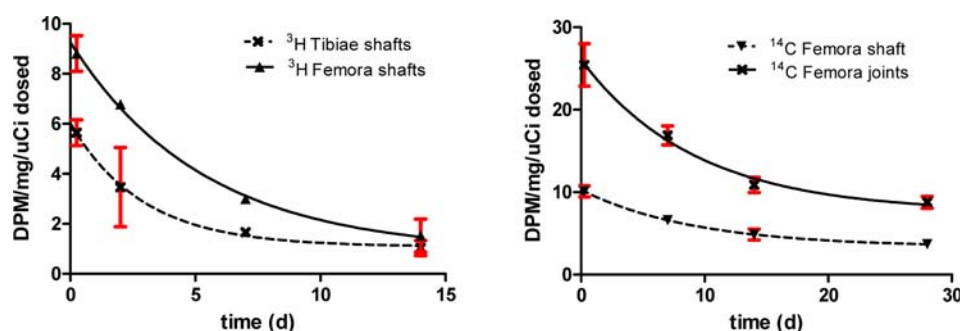 10
8
6
4
2
0
DPM/mg/uCi dosed
³H Tibiae shafts
³H Femora shafts
0
5
10
15
time (d)
30
20
10
0
DPM/mg/uCi dosed
¹⁴C Femora shaft
¹⁴C Femora joints
0
10
20
30
time (d)